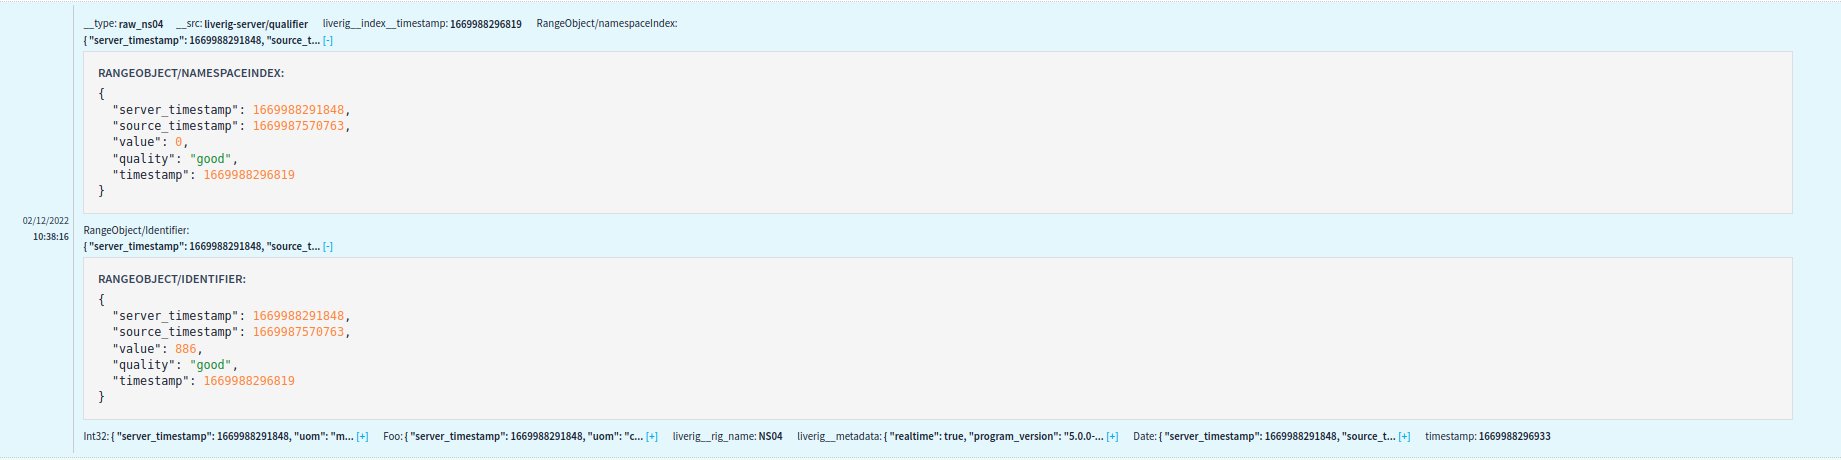 __type: raw_ns04 __src: liverig-server/qualifier liverig__index__timestamp: 1669988296819 RangeObject/namespaceIndex:
{ "server_timestamp": 1669988291848, "source_t... [-]
RANGEOBJECT/NAMESPACEINDEX:
{
"server_timestamp": 1669988291848,
"source_timestamp": 1669987570763,
"value": 0,
"quality": "good",
"timestamp": 1669988296819
}
02/12/2022
10:38:16
RangeObject/Identifier:
{ "server_timestamp": 1669988291848, "source_t... [-]
RANGEOBJECT/IDENTIFIER:
{
"server_timestamp": 1669988291848,
"source_timestamp": 1669987570763,
"value": 886,
"quality": "good",
"timestamp": 1669988296819
}
Int32: { "server_timestamp": 1669988291848, "uom": "m... [+] Foo: { "server_timestamp": 1669988291848, "uom": "c... [+] liverig__rig_name: NS04 liverig__metadata: { "realtime": true, "program_version": "5.0.0-... [+] Date: { "server_timestamp": 1669988291848, "source_t... [+] timestamp: 1669988296933